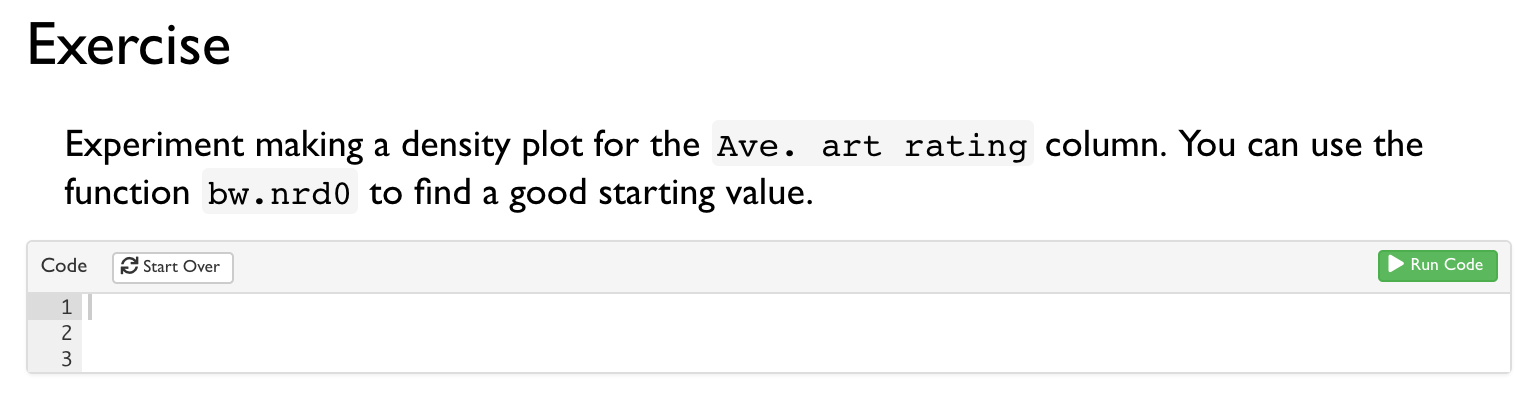 Exercise
Experiment making a density plot for the Ave. art rating column. You can use the
function bw.nrd0 to find a good starting value.
Code Start Over Run Code
1
2
3